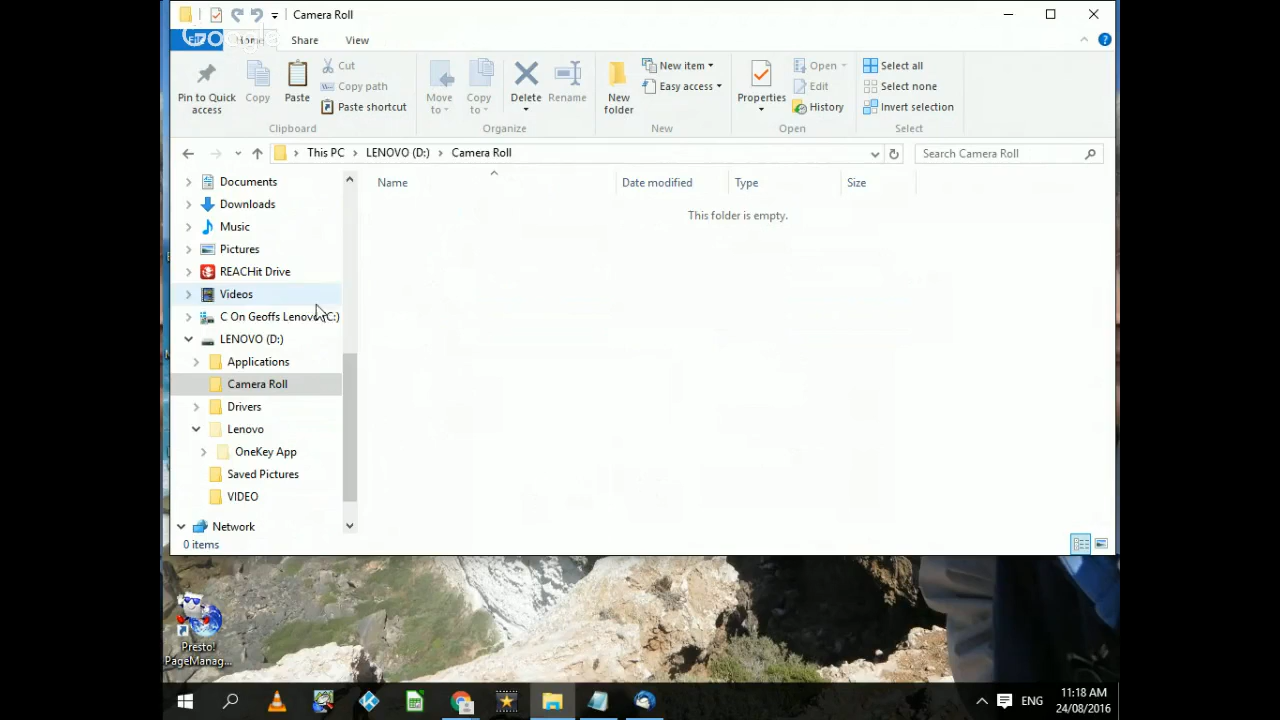 Camera Roll
Google
Home
Share
View
Pin to Quick access
Copy
Paste
Cut
Copy path
Paste shortcut
Clipboard
Move to
Copy to
Delete
Rename
Organize
New folder
New item
Easy access
New
Properties
Open
Edit
History
Open
Select all
Select none
Invert selection
Select
This PC
LENOVO (D:)
Camera Roll
Search Camera Roll
Name
Date modified
Type
Size
This folder is empty.
Documents
Downloads
Music
Pictures
REACHit Drive
Videos
C On Geoffs Lenovo (C:)
LENOVO (D:)
Applications
Camera Roll
Drivers
Lenovo
OneKey App
Saved Pictures
VIDEO
Network
0 items
Presto!
PageManag...
ENG
11:18 AM
24/08/2016